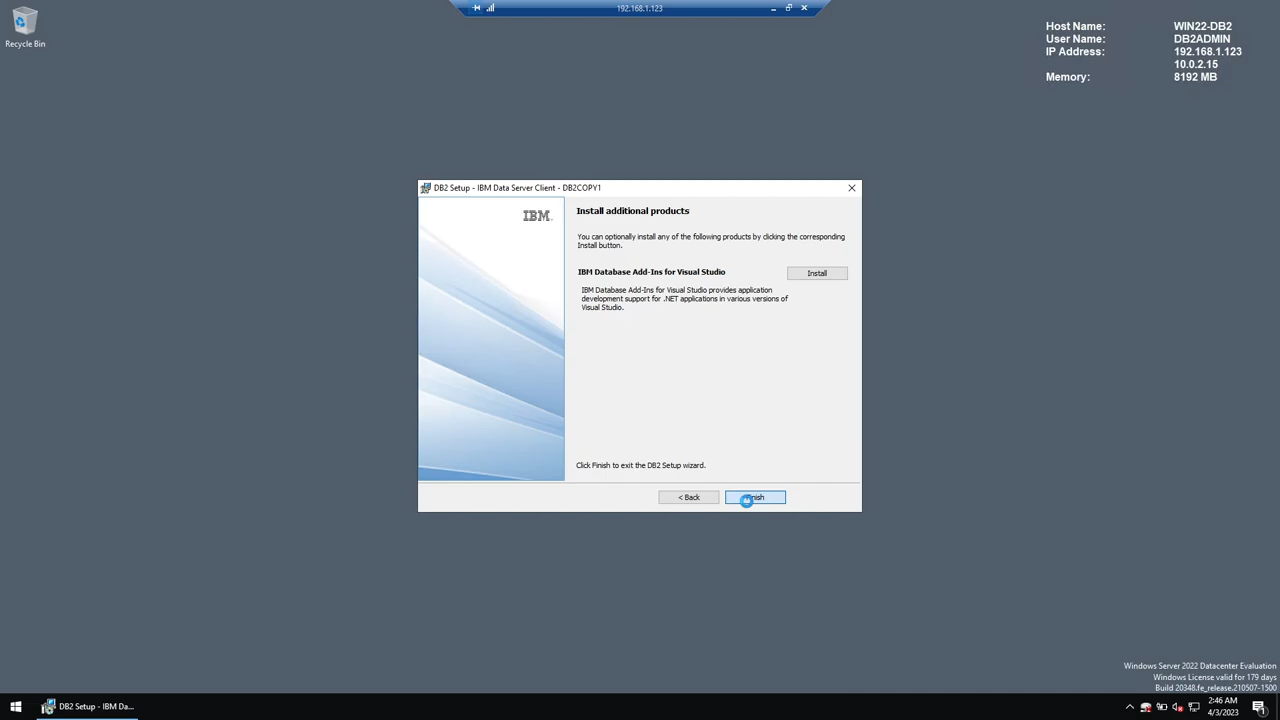 192.168.1.123
Recycle Bin
Host Name: WIN22-DB2
User Name: DB2ADMIN
IP Address: 192.168.1.123
10.0.2.15
Memory: 8192 MB
DB2 Setup - IBM Data Server Client - DB2COPY1
IBM
Install additional products
You can optionally install any of the following products by clicking the corresponding
Install button.
IBM Database Add-Ins for Visual Studio
Install
IBM Database Add-Ins for Visual Studio provides application
development support for .NET applications in various versions of
Visual Studio.
Click Finish to exit the DB2 Setup wizard.
< Back
Finish
Windows Server 2022 Datacenter Evaluation
Windows License valid for 179 days
Build 20348.fe_release.210507-1500
DB2 Setup - IBM Da...
2:46 AM
4/3/2023
1